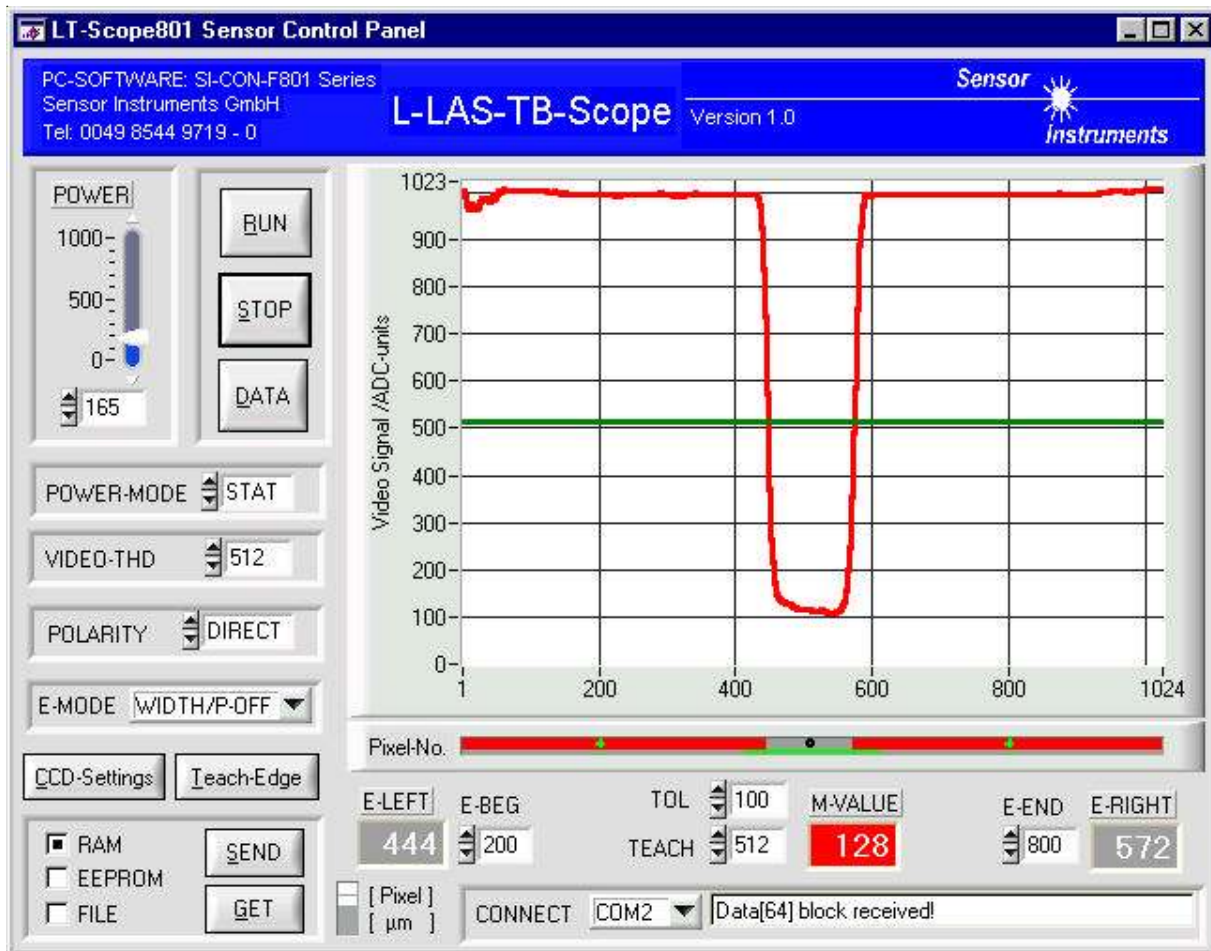 LT-Scope801 Sensor Control Panel
PC-SOFTWARE: SI-CON-F801 Series
Sensor Instruments GmbH
Tel: 0049 8544 9719 - 0
L-LAS-TB-Scope
Version 1.0
Sensor
Instruments
POWER
1000
500
0
165
RUN
STOP
DATA
POWER-MODE STAT
VIDEO-THD 512
POLARITY DIRECT
E-MODE WIDTH/P-OFF
CCD-Settings Teach-Edge
RAM
EEPROM
FILE
SEND
GET
Video Signal /ADC-units
1023
900
800
700
600
500
400
300
200
100
0
1 200 400 600 800 1024
Pixel-No.
E-LEFT
444
E-BEG
200
TOL 100
TEACH 512
M-VALUE
128
E-END
800
E-RIGHT
572
[ Pixel ]
[ µm ]
CONNECT COM2 Data[64] block received!